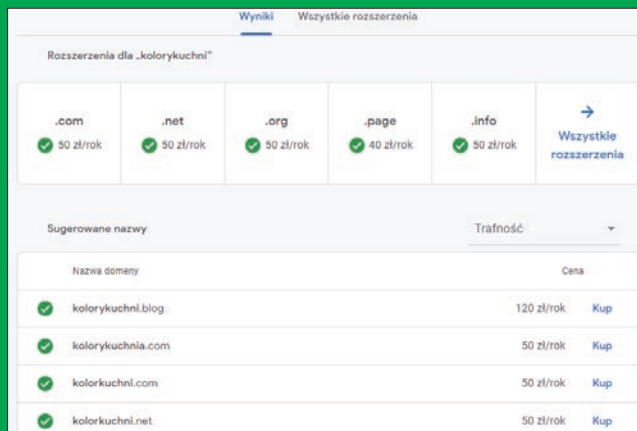 Wyniki Wszystkie rozszerzenia
Rozszerzenia dla „kolorykuchni”
.com .net .org .page .info
50 zł/rok 50 zł/rok 50 zł/rok 40 zł/rok 50 zł/rok Wszystkie
rozszerzenia
Sugerowane nazwy Trafność
Nazwa domeny Cena
kolorykuchni.blog 120 zł/rok Kup
kolorykuchnia.com 50 zł/rok Kup
kolorkuchni.com 50 zł/rok Kup
kolorkuchni.net 50 zł/rok Kup